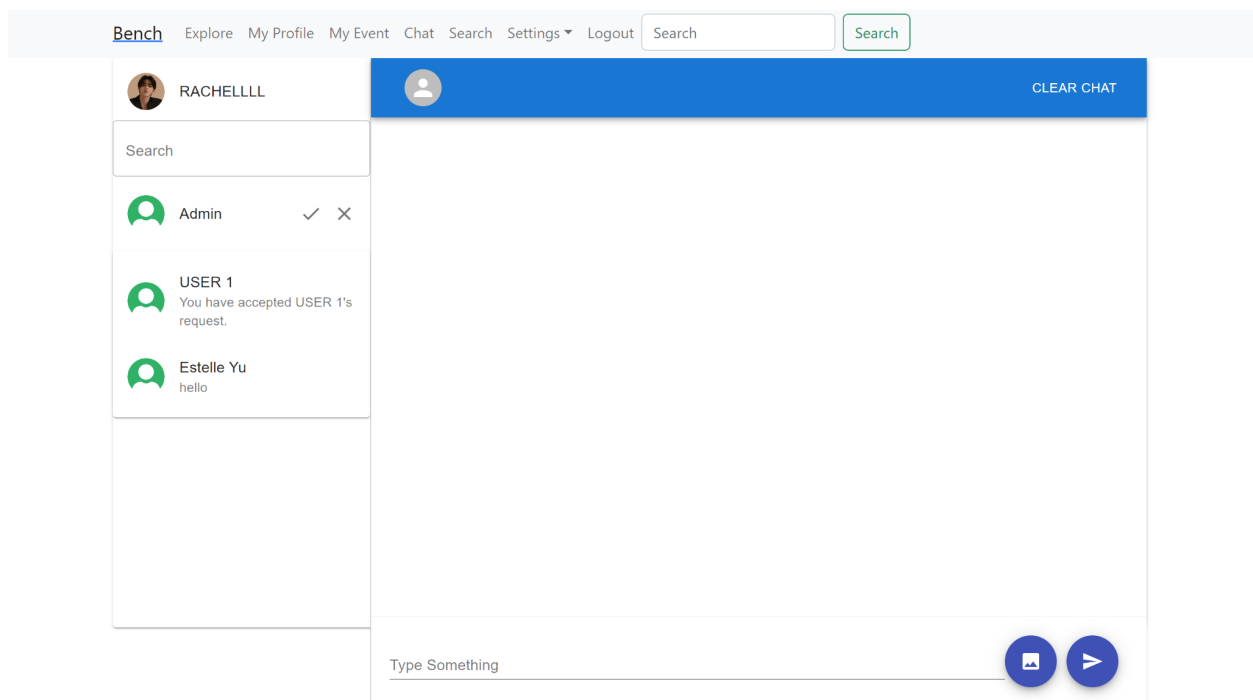 Bench Explore My Profile My Event Chat Search Settings Logout Search Search
RACHELLLL
CLEAR CHAT
Search
Admin
USER 1
You have accepted USER 1's
request.
Estelle Yu
hello
Type Something